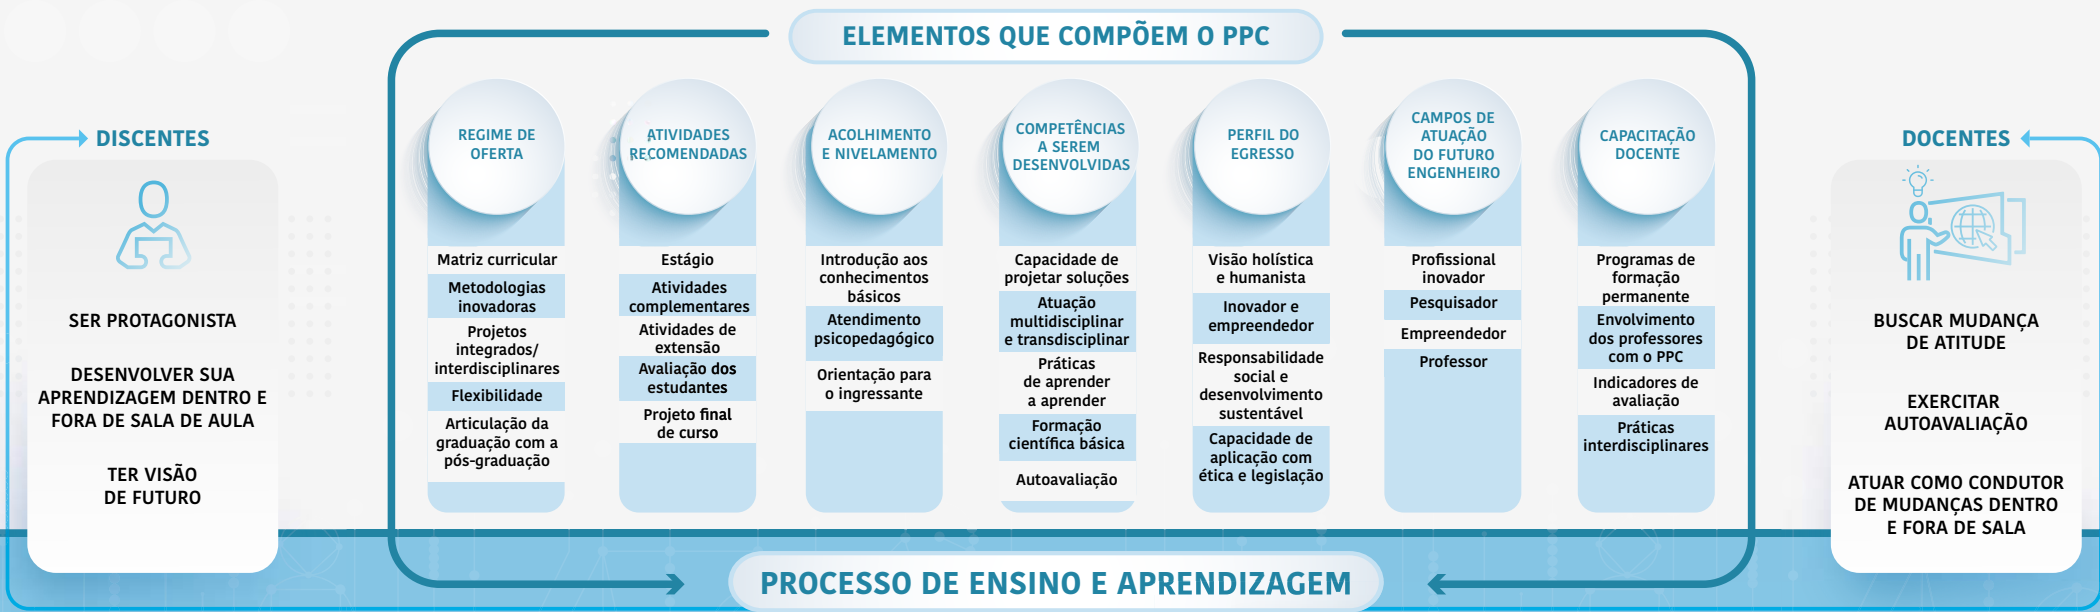 ELEMENTOS QUE COMPÕEM O PPC
DISCENTES
SER PROTAGONISTA
DESENVOLVER SUA
APRENDIZAGEM DENTRO E
FORA DE SALA DE AULA
TER VISÃO
DE FUTURO
REGIME DE
OFERTA
Matriz curricular
Metodologias
inovadoras
Projetos
integrados/
interdisciplinares
Flexibilidade
Articulação da
graduação com a
pós-graduação
ATIVIDADES
RECOMENDADAS
Estágio
Atividades
complementares
Atividades de
extensão
Avaliação dos
estudantes
Projeto final
de curso
ACOLHIMENTO
E NIVELAMENTO
Introdução aos
conhecimentos
básicos
Atendimento
psicopedagógico
Orientação para
o ingressante
COMPETÊNCIAS
A SEREM
DESENVOLVIDAS
Capacidade de
projetar soluções
Atuação
multidisciplinar
e transdisciplinar
Práticas
de aprender
a aprender
Formação
científica básica
Autoavaliação
PERFIL DO
EGRESSO
Visão holística
e humanista
Inovador e
empreendedor
Responsabilidade
social e
desenvolvimento
sustentável
Capacidade de
aplicação com
ética e legislação
CAMPOS DE
ATUAÇÃO
DO FUTURO
ENGENHEIRO
Profissional
inovador
Pesquisador
Empreendedor
Professor
CAPACITAÇÃO
DOCENTE
Programas de
formação
permanente
Envolvimento
dos professores
com o PPC
Indicadores de
avaliação
Práticas
interdisciplinares
DOCENTES
BUSCAR MUDANÇA
DE ATITUDE
EXERCITAR
AUTOAVALIAÇÃO
ATUAR COMO CONDUTOR
DE MUDANÇAS DENTRO
E FORA DE SALA
PROCESSO DE ENSINO E APRENDIZAGEM